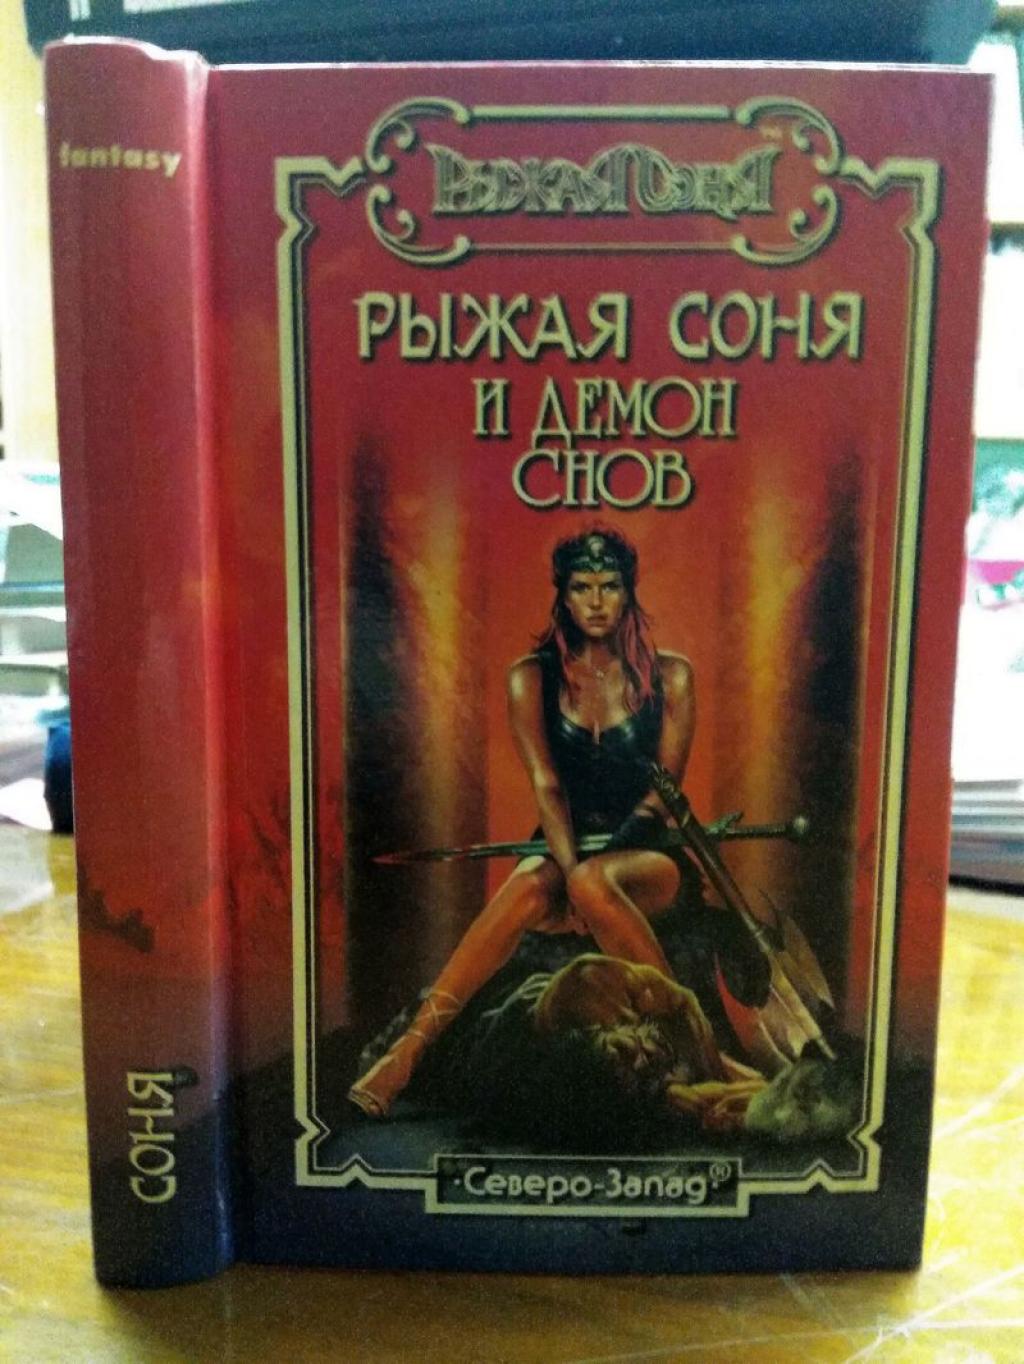 fantasy
СОНЯ
РЫЖАЯ СОНЯ
РЫЖАЯ СОНЯ
И ДЕМОН
СНОВ
·Северо-Запад·®